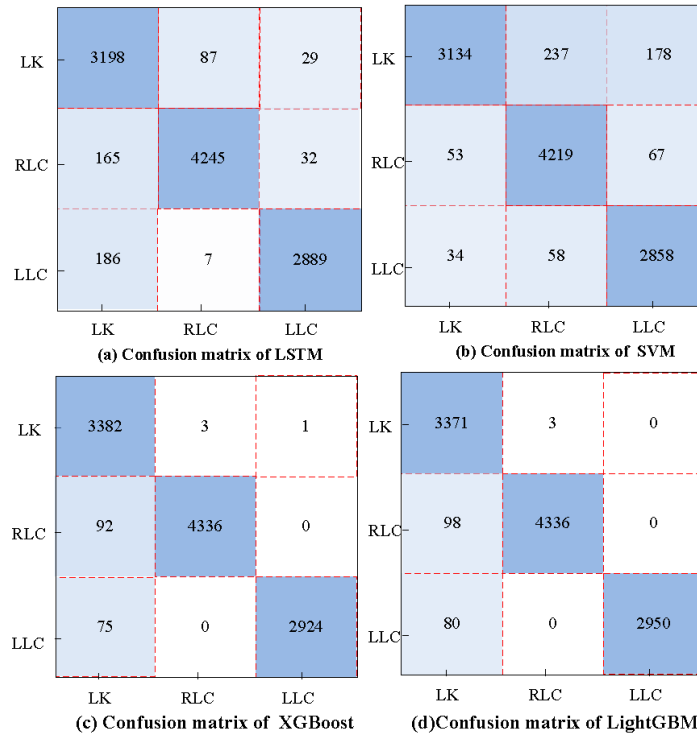 LK 3198 87 29
RLC 165 4245 32
LLC 186 7 2889
LK RLC LLC
(a) Confusion matrix of LSTM
LK 3134 237 178
RLC 53 4219 67
LLC 34 58 2858
LK RLC LLC
(b) Confusion matrix of SVM
LK 3382 3 1
RLC 92 4336 0
LLC 75 0 2924
LK RLC LLC
(c) Confusion matrix of XGBoost
LK 3371 3 0
RLC 98 4336 0
LLC 80 0 2950
LK RLC LLC
(d)Confusion matrix of LightGBM